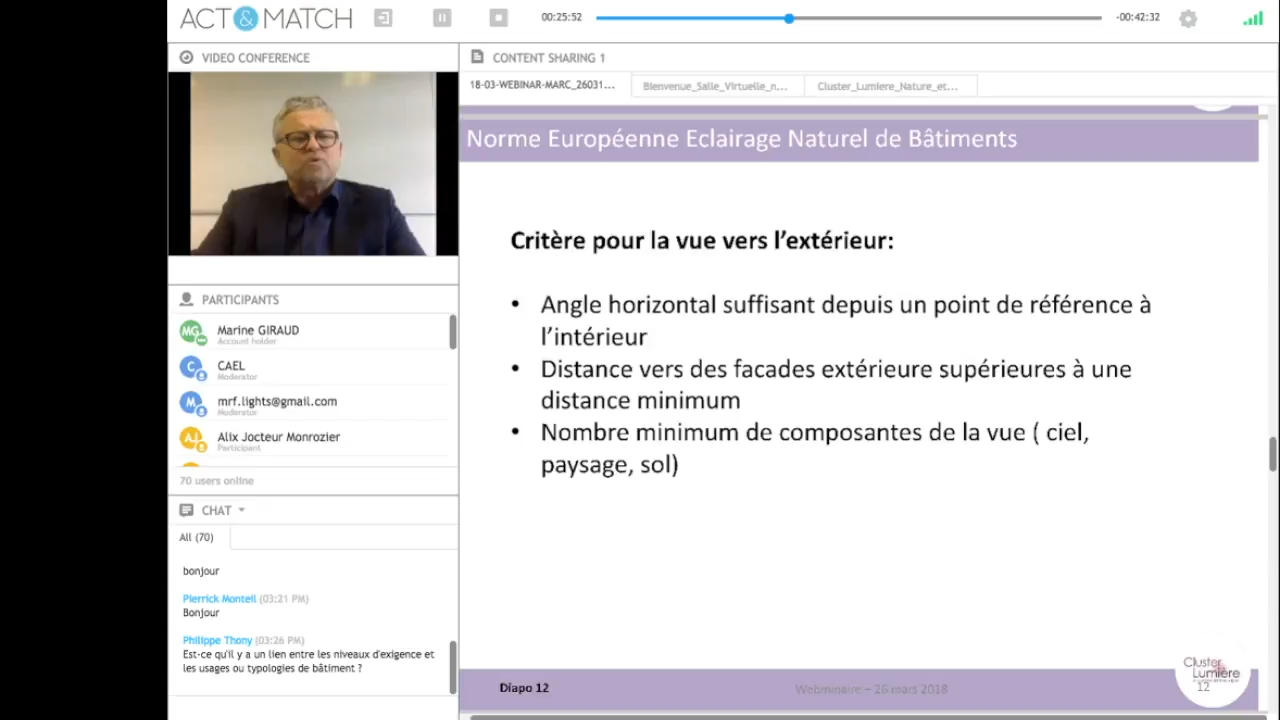 ACT&MATCH
00:25:52
-00:42:32
VIDEO CONFERENCE
CONTENT SHARING 1
18-03-WEBINAR-MARC_26031...
Bienvenue_Salle_Virtuelle_n...
Cluster_Lumiere_Nature_et...
Norme Européenne Eclairage Naturel de Bâtiments
Critère pour la vue vers l’extérieur:
• Angle horizontal suffisant depuis un point de référence à
l’intérieur
• Distance vers des facades extérieure supérieures à une
distance minimum
• Nombre minimum de composantes de la vue ( ciel,
paysage, sol)
PARTICIPANTS
MG
Marine GIRAUD
Account holder
C
CAEL
Moderator
M
mrf.lights@gmail.com
Moderator
AJ
Alix Jocteur Monrozier
Participant
70 users online
CHAT
All (70)
bonjour
Pierrick Monteil (03:21 PM)
Bonjour
Philippe Thony (03:26 PM)
Est-ce qu'il y a un lien entre les niveaux d'exigence et
les usages ou typologies de bâtiment ?
Diapo 12
Webminaire – 26 mars 2018
Cluster
Lumière
12